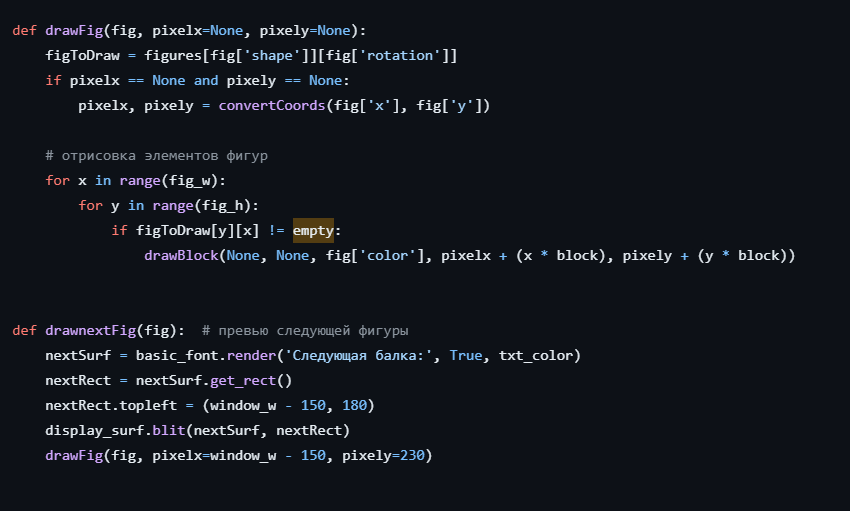 def drawFig(fig, pixelx=None, pixely=None):
    figToDraw = figures[fig['shape']][fig['rotation']]
    if pixelx == None and pixely == None:
        pixelx, pixely = convertCoords(fig['x'], fig['y'])
    # отрисовка элементов фигур
    for x in range(fig_w):
        for y in range(fig_h):
            if figToDraw[y][x] != empty:
                drawBlock(None, None, fig['color'], pixelx + (x * block), pixely + (y * block))
def drawnextFig(fig):  # превью следующей фигуры
    nextSurf = basic_font.render('Следующая балка:', True, txt_color)
    nextRect = nextSurf.get_rect()
    nextRect.topleft = (window_w - 150, 180)
    display_surf.blit(nextSurf, nextRect)
    drawFig(fig, pixelx=window_w - 150, pixely=230)